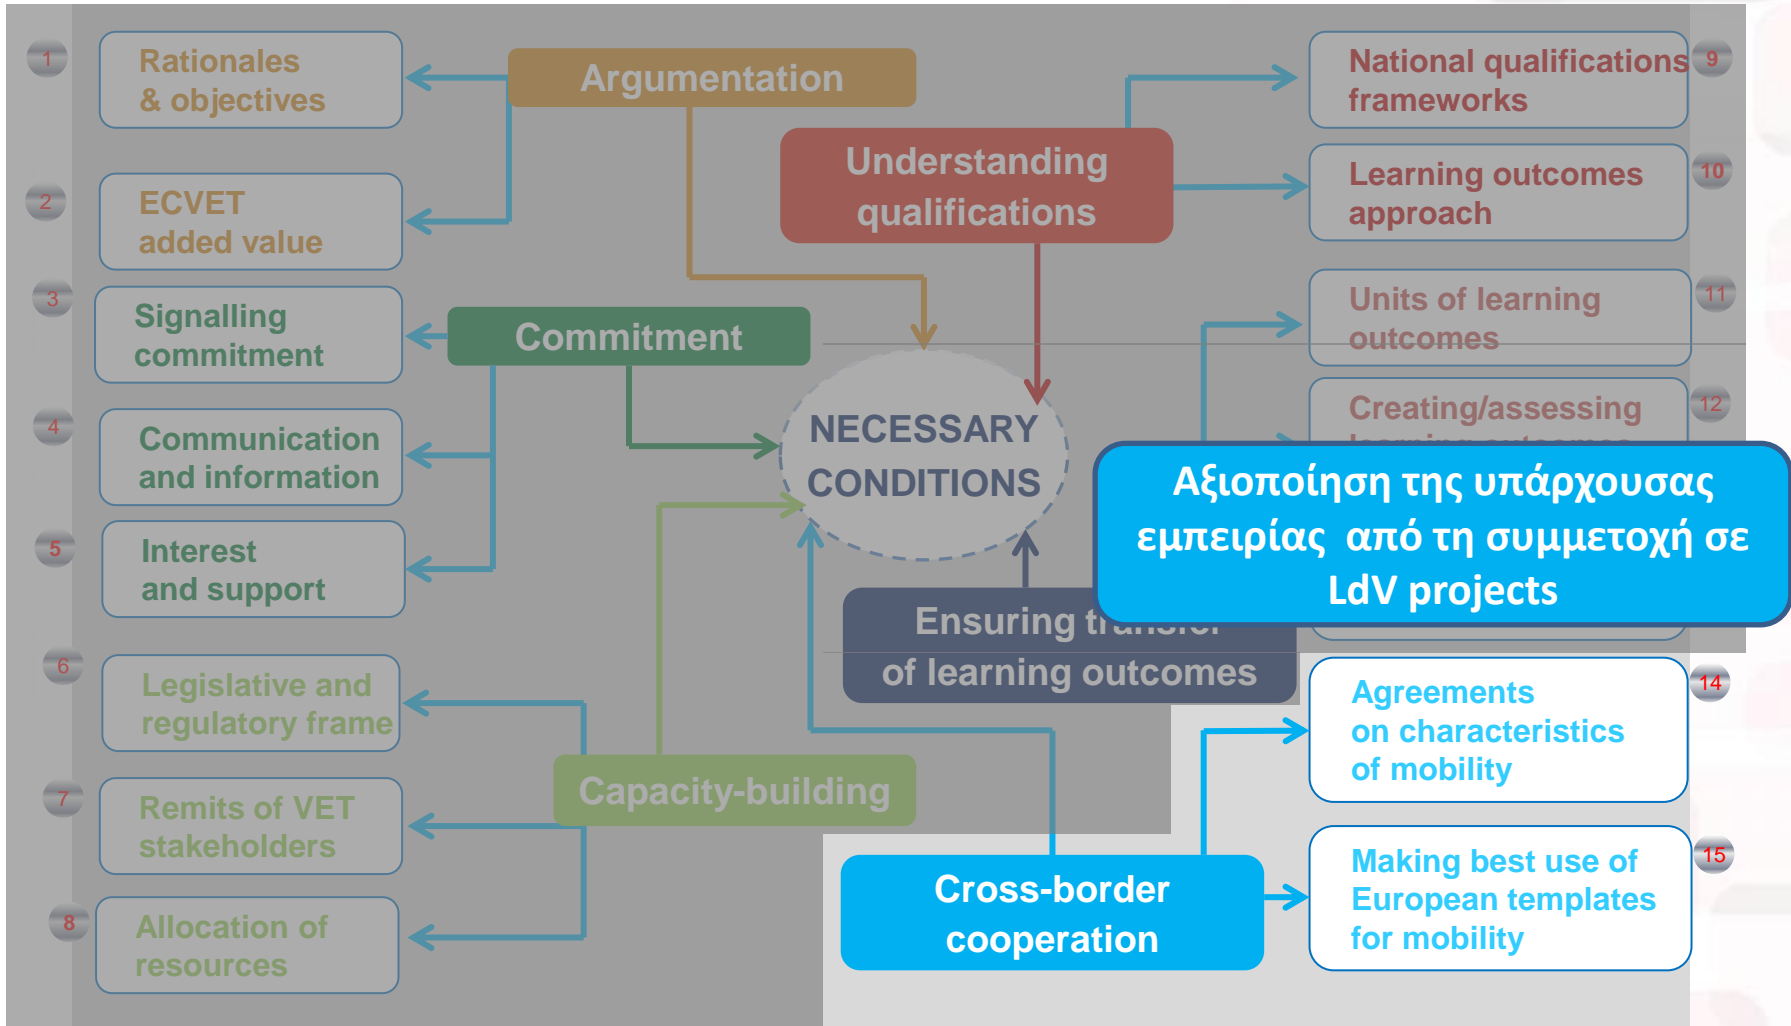 1
Rationales
& objectives
2
ECVET
added value
3
Signalling
commitment
4
Communication
and information
5
Interest
and support
6
Legislative and
regulatory frame
7
Remits of VET
stakeholders
8
Allocation of
resources
Argumentation
Commitment
Capacity-building
NECESSARY
CONDITIONS
Understanding
qualifications
Ensuring transfer
of learning outcomes
Cross-border
cooperation
National qualifications
frameworks
9
Learning outcomes
approach
10
Units of learning
outcomes
11
Creating/assessing
learning outcomes
12
Αξιοποίηση της υπάρχουσας
εμπειρίας από τη συμμετοχή σε
LdV projects
Agreements
on characteristics
of mobility
14
Making best use of
European templates
for mobility
15